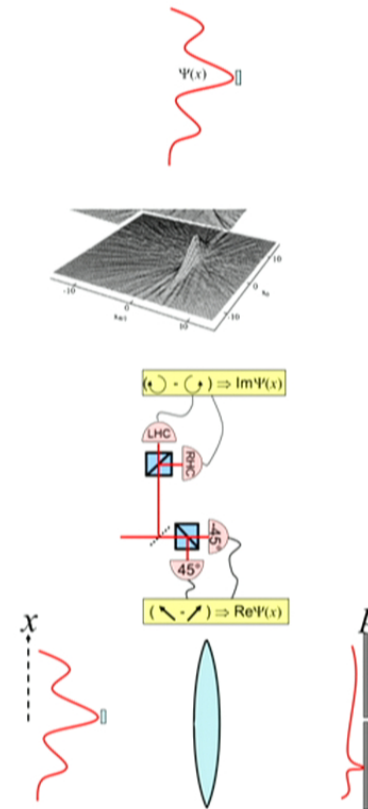 Ψ(x)
-10
0
10
10
0
-10
( - ) ⇒ ImΨ(x)
LHC
RHC
-45°
45°
( - ) ⇒ ReΨ(x)
x